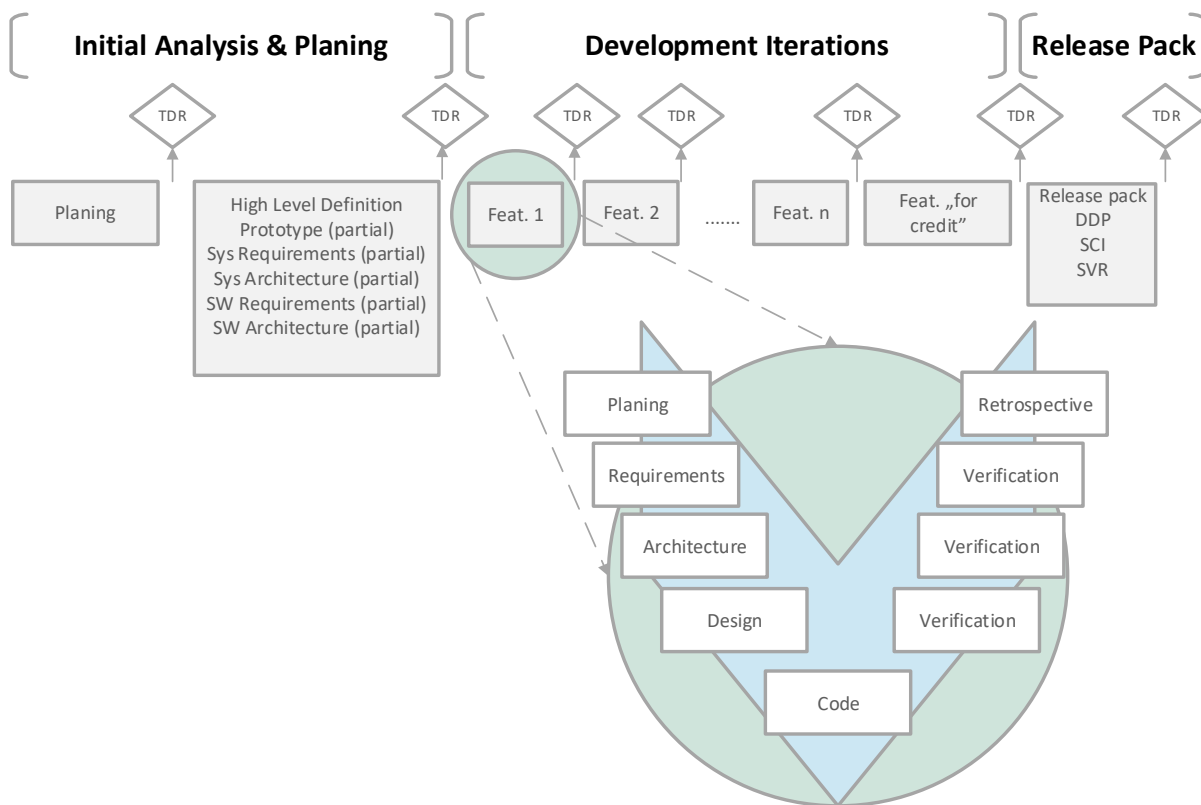 Initial Analysis & Planing
Development Iterations
Release Pack
TDR
TDR
TDR
TDR
TDR
TDR
TDR
Planing
High Level Definition
Prototype (partial)
Sys Requirements (partial)
Sys Architecture (partial)
SW Requirements (partial)
SW Architecture (partial)
Feat. 1
Feat. 2
.......
Feat. n
Feat. „for
credit”
Release pack
DDP
SCI
SVR
Planing
Retrospective
Requirements
Verification
Architecture
Verification
Design
Verification
Code